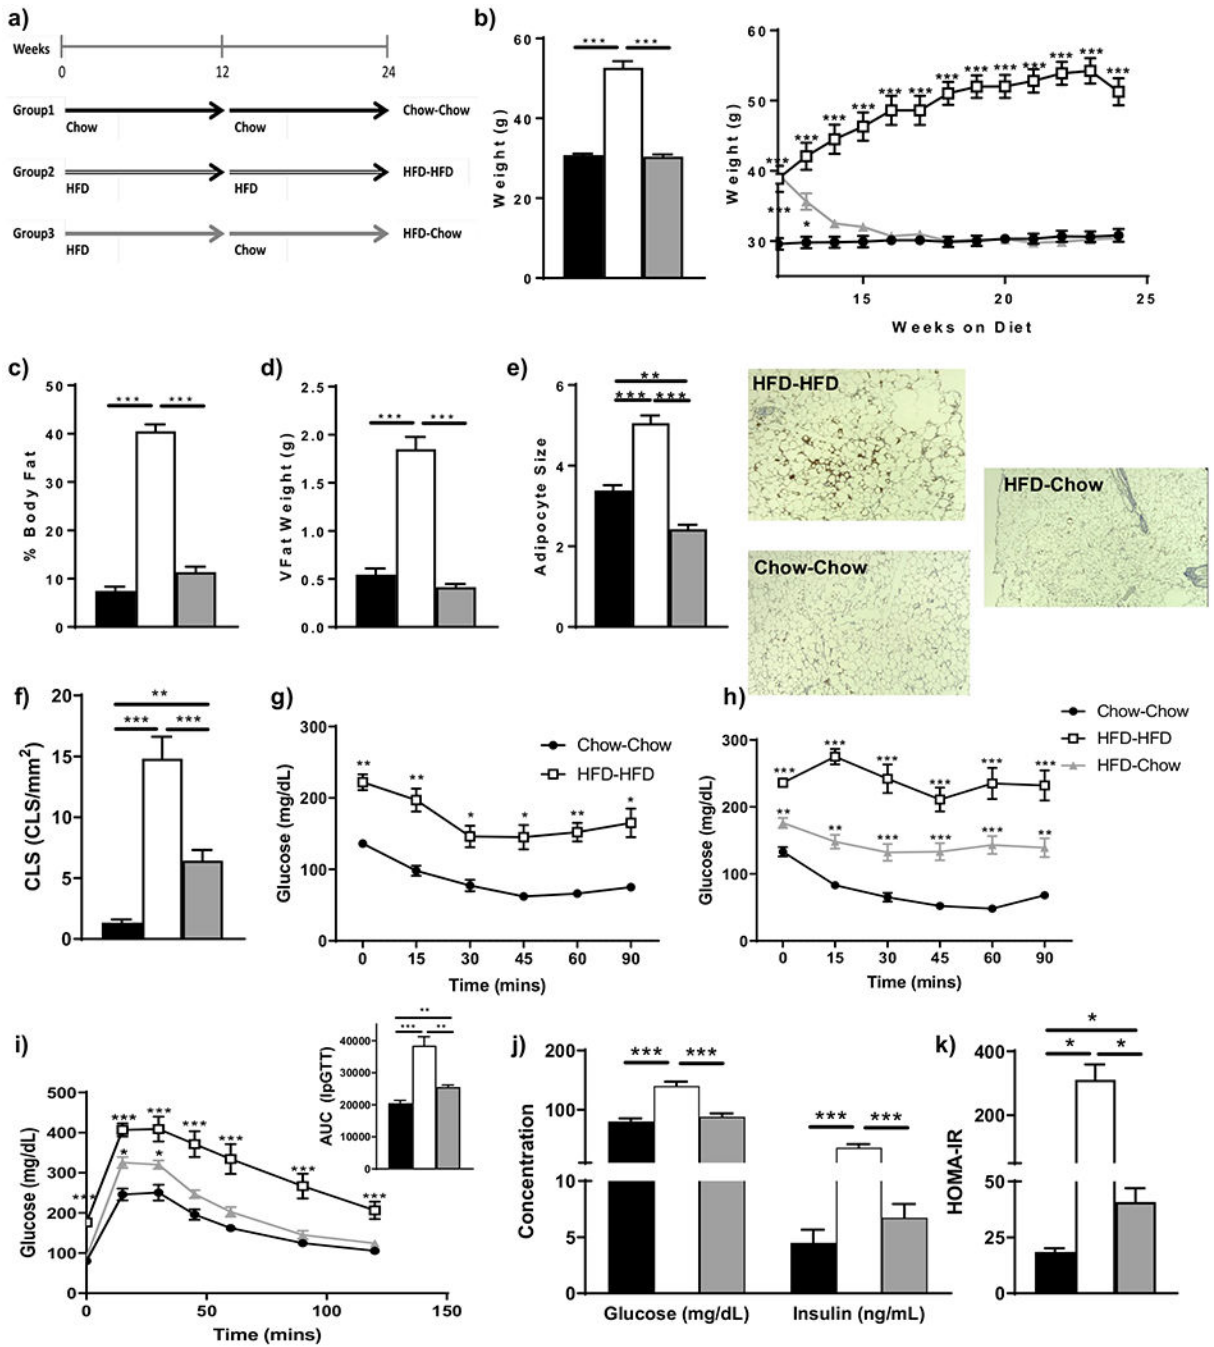 a)
Weeks
0 12 24
Group1 Chow Chow Chow-Chow
Group2 HFD HFD HFD-HFD
Group3 HFD Chow HFD-Chow
b)
Weight (g)
60
40
20
0
*** ***
Weight (g)
60
50
40
30
*** *** *** *** *** *** *** *** *** *** *** *** ***
*** *
15 20 25
Weeks on Diet
c)
% Body Fat
50
40
30
20
10
0
*** ***
d)
VFat Weight (g)
2.5
2.0
1.5
1.0
0.5
0.0
*** ***
e)
Adipocyte Size
6
4
2
0
**
*** ***
HFD-HFD
HFD-Chow
Chow-Chow
f)
CLS (CLS/mm²)
20
15
10
5
0
**
*** ***
g)
Glucose (mg/dL)
300
200
100
0
** ** * * ** *
Chow-Chow
HFD-HFD
0 15 30 45 60 90
Time (mins)
h)
Glucose (mg/dL)
300
200
100
0
*** *** *** *** *** ***
** ** *** *** *** **
Chow-Chow
HFD-HFD
HFD-Chow
0 15 30 45 60 90
Time (mins)
i)
Glucose (mg/dL)
500
400
300
200
100
0
*** *** *** *** *** *** ***
* *
0 50 100 150
Time (mins)
AUC (IpGTT)
40000
30000
20000
10000
0
**
*** **
j)
Concentration
200
100
10
5
0
*** ***
*** ***
Glucose (mg/dL) Insulin (ng/mL)
k)
HOMA-IR
400
200
50
25
0
*
* *